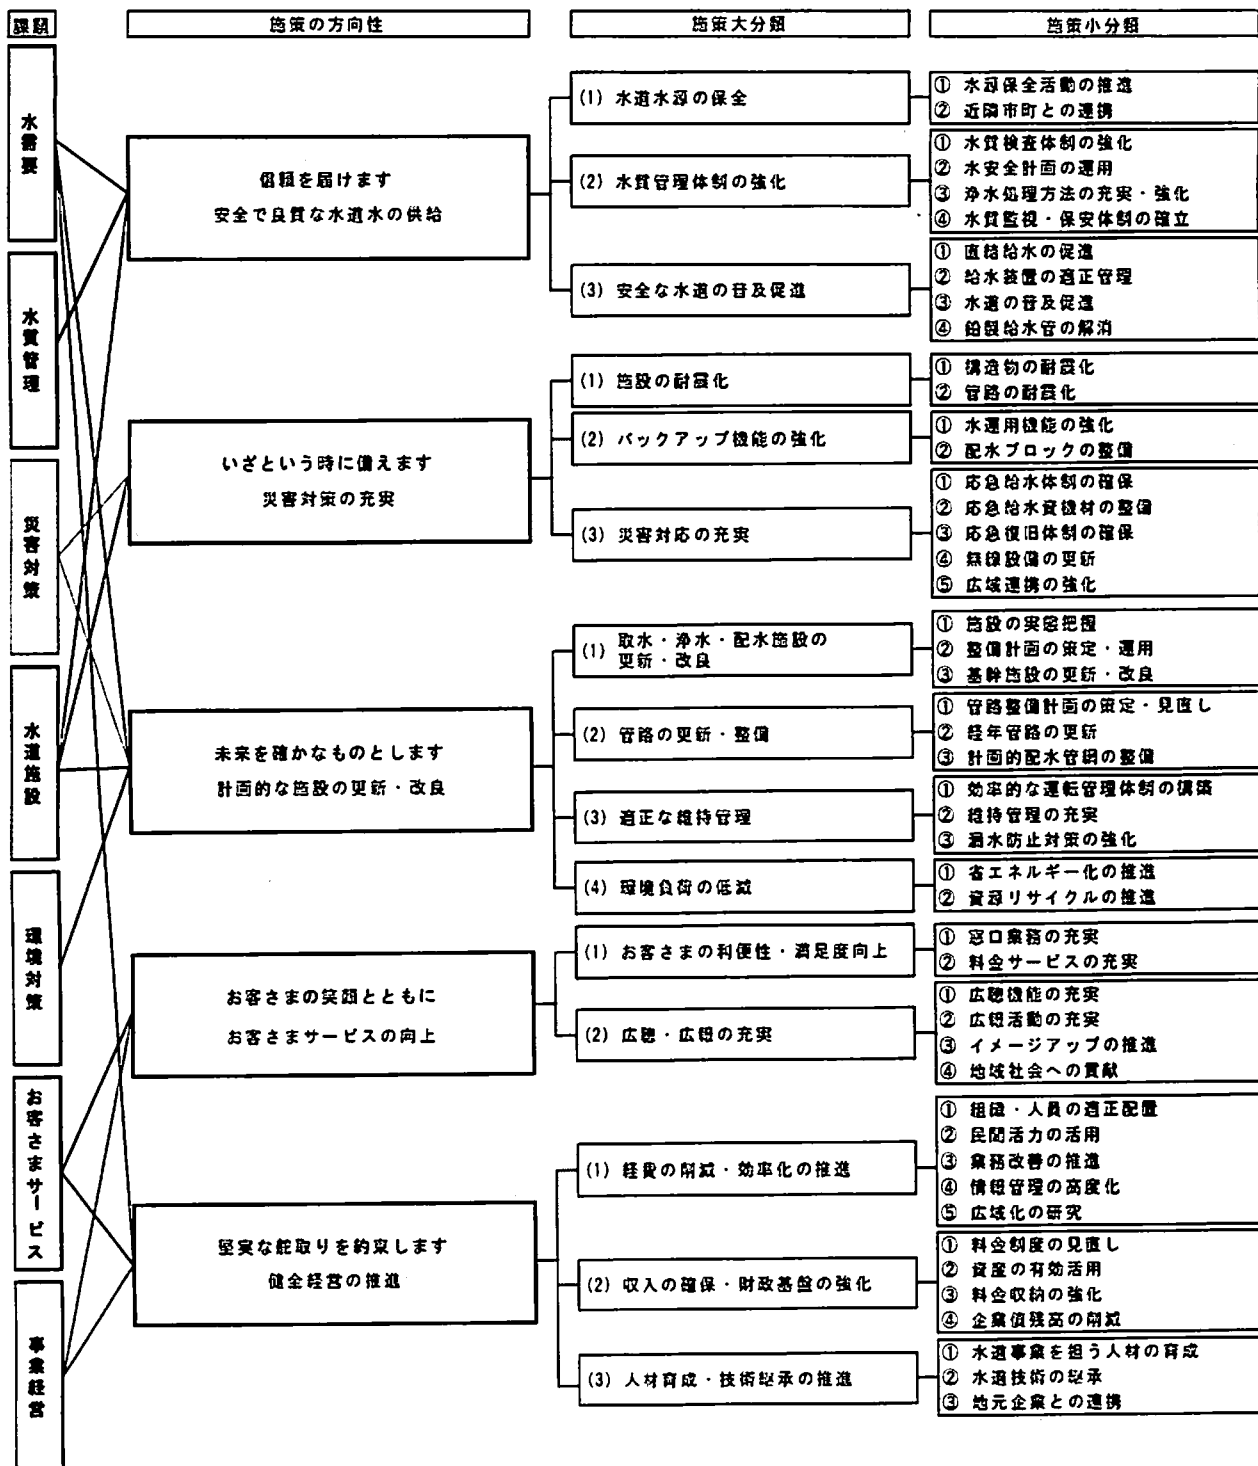 課題
施策の方向性
施策大分類
施策小分類
水需要
水質管理
災害対策
水道施設
環境対策
お客さまサービス
事業経営
信頼を届けます
安全で良質な水道水の供給
(1) 水道水源の保全
① 水源保全活動の推進
② 近隣市町との連携
(2) 水質管理体制の強化
① 水質検査体制の強化
② 水安全計画の運用
③ 浄水処理方法の充実・強化
④ 水質監視・保安体制の確立
(3) 安全な水道の普及促進
① 直結給水の促進
② 給水装置の適正管理
③ 水道の普及促進
④ 鉛製給水管の解消
いざという時に備えます
災害対策の充実
(1) 施設の耐震化
① 構造物の耐震化
② 管路の耐震化
(2) バックアップ機能の強化
① 水運用機能の強化
② 配水ブロックの整備
(3) 災害対応の充実
① 応急給水体制の確保
② 応急給水資機材の整備
③ 応急復旧体制の確保
④ 無線設備の更新
⑤ 広域連携の強化
未来を確かなものとします
計画的な施設の更新・改良
(1) 取水・浄水・配水施設の
更新・改良
① 施設の実態把握
② 整備計画の策定・運用
③ 基幹施設の更新・改良
(2) 管路の更新・整備
① 管路整備計画の策定・見直し
② 経年管路の更新
③ 計画的配水管網の整備
(3) 適正な維持管理
① 効率的な運転管理体制の構築
② 維持管理の充実
③ 漏水防止対策の強化
(4) 環境負荷の低減
① 省エネルギー化の推進
② 資源リサイクルの推進
お客さまの笑顔とともに
お客さまサービスの向上
(1) お客さまの利便性・満足度向上
① 窓口業務の充実
② 料金サービスの充実
(2) 広聴・広報の充実
① 広聴機能の充実
② 広報活動の充実
③ イメージアップの推進
④ 地域社会への貢献
堅実な舵取りを約束します
健全経営の推進
(1) 経費の削減・効率化の推進
① 組織・人員の適正配置
② 民間活力の活用
③ 業務改善の推進
④ 情報管理の高度化
⑤ 広域化の研究
(2) 収入の確保・財政基盤の強化
① 料金制度の見直し
② 資産の有効活用
③ 料金収納の強化
④ 企業債残高の削減
(3) 人材育成・技術継承の推進
① 水道事業を担う人材の育成
② 水道技術の継承
③ 地元企業との連携